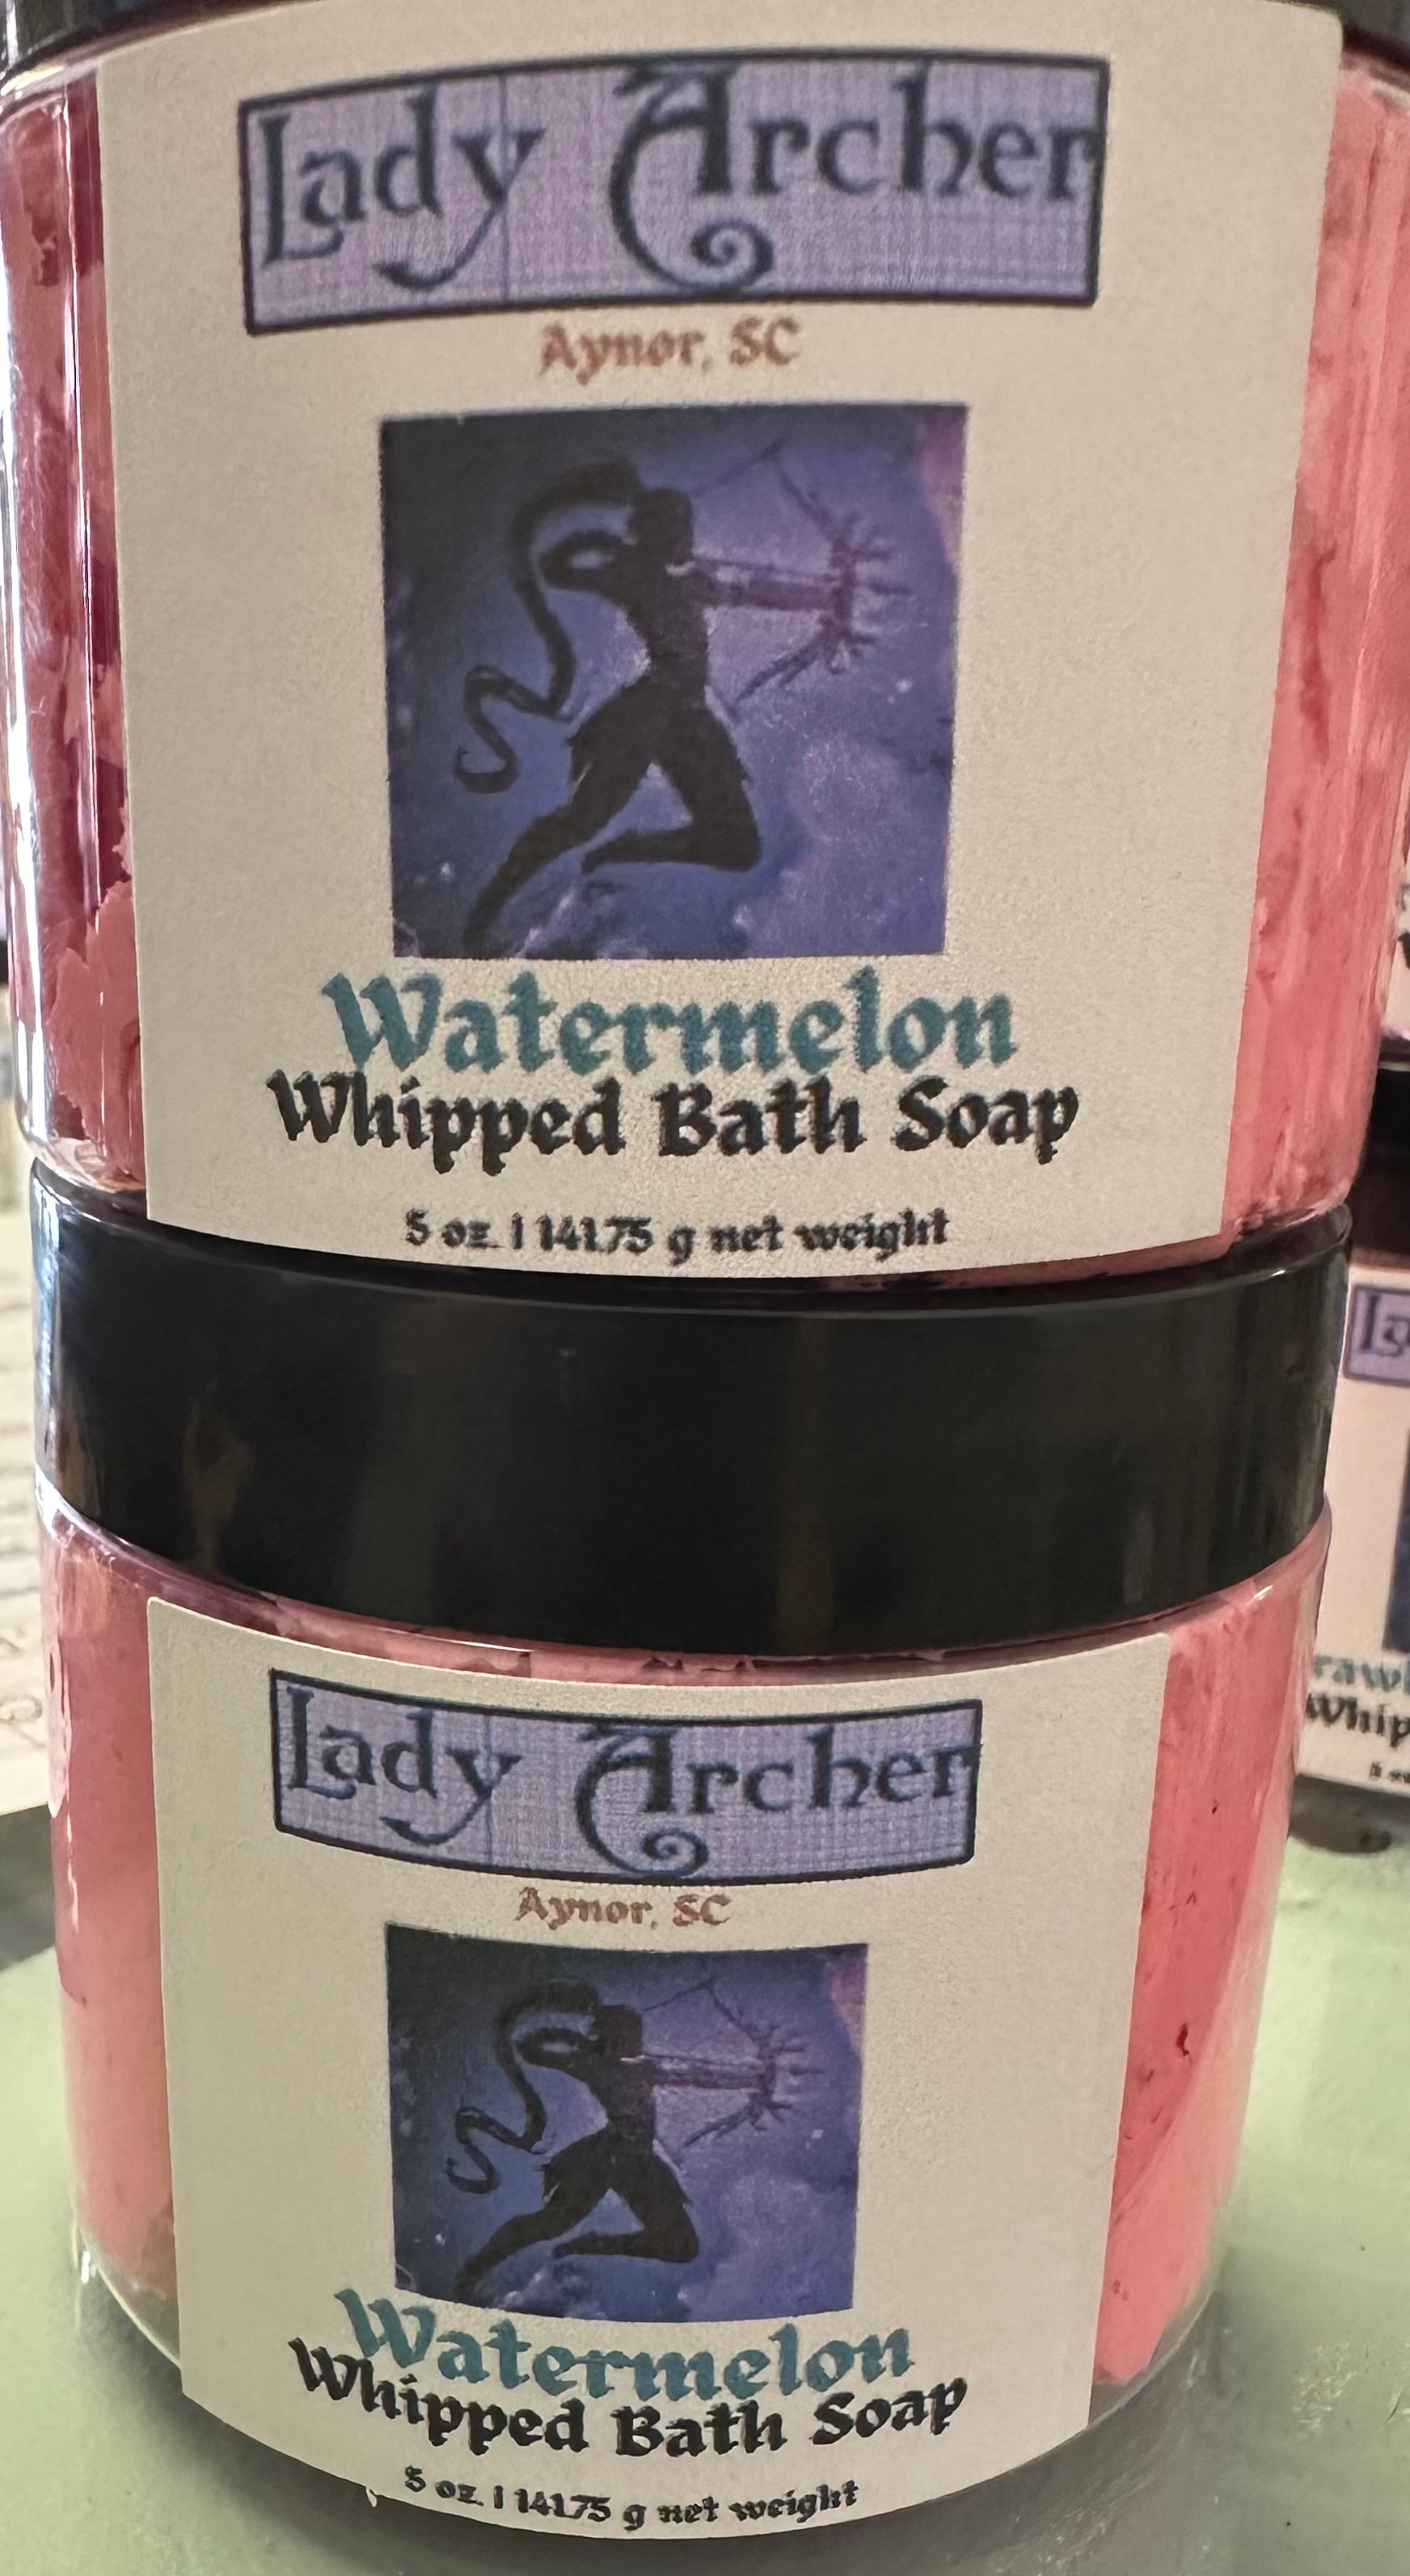 Lady Archer
Aynor, SC
Watermelon
Whipped Bath Soap
5 oz. | 141.75 g net weight
Lady Archer
Aynor, SC
Watermelon
Whipped Bath Soap
5 oz. | 141.75 g net weight